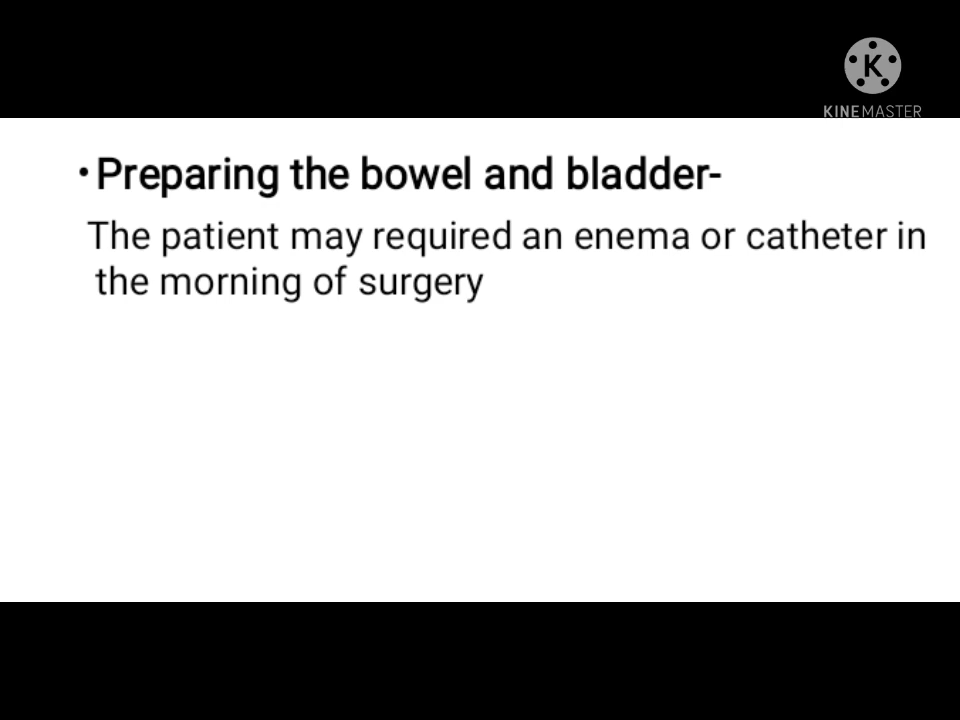 K
KINEMASTER
• Preparing the bowel and bladder-
The patient may required an enema or catheter in
the morning of surgery